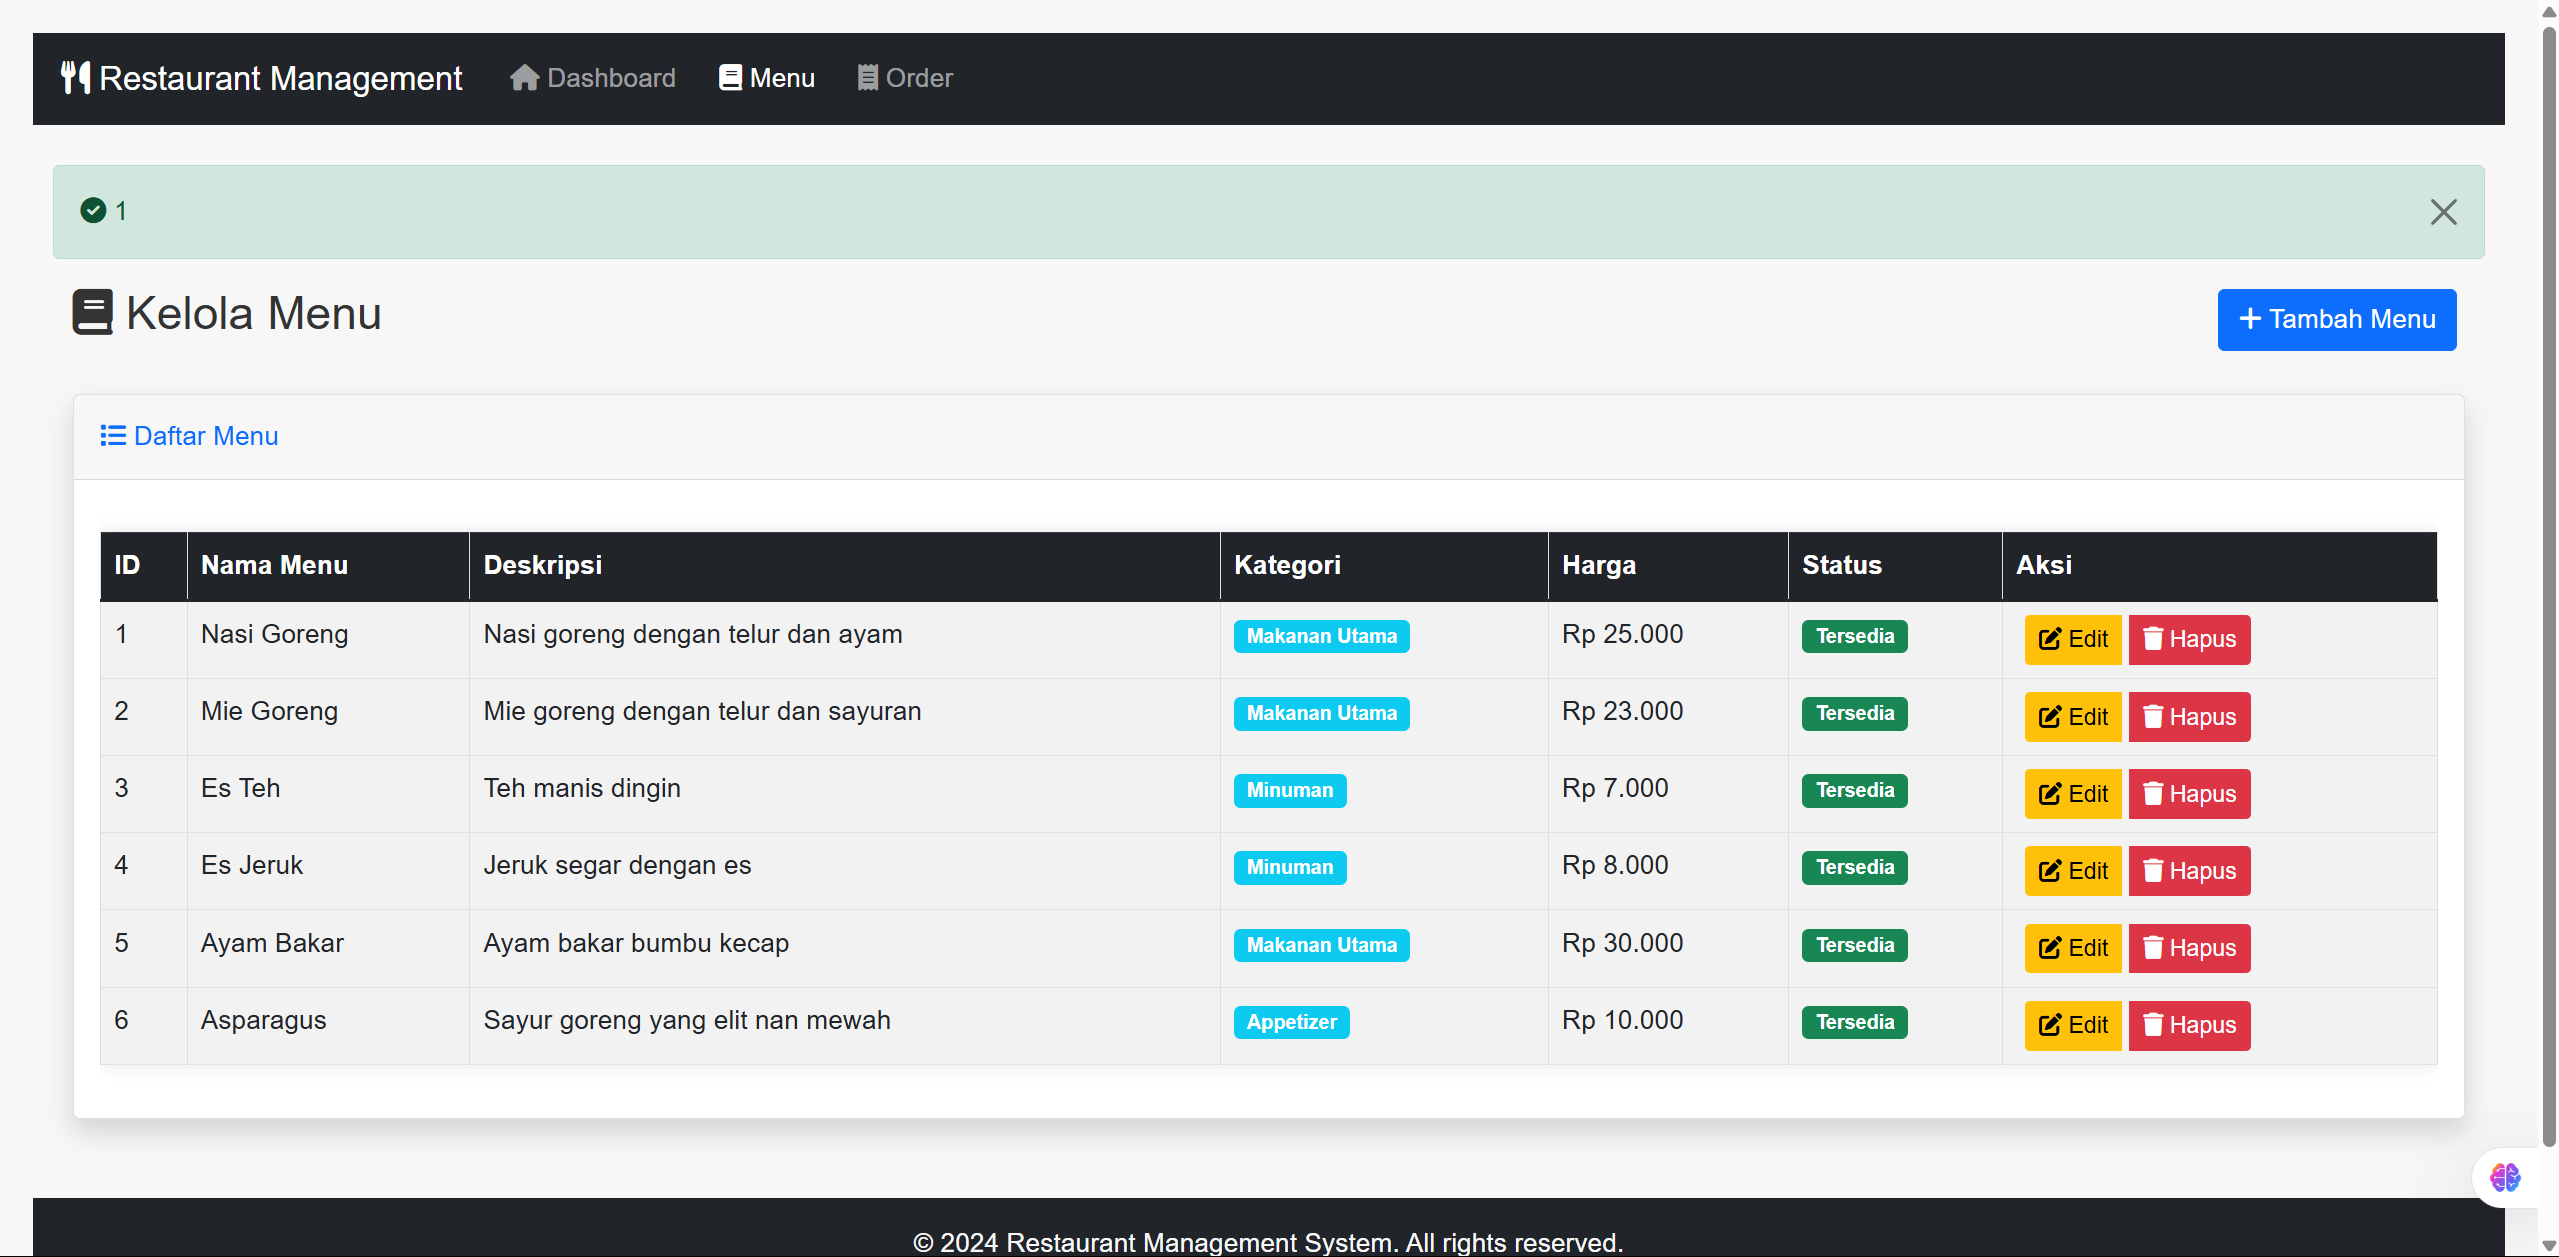 Restaurant Management Dashboard Menu Order
1
Kelola Menu
Tambah Menu
Daftar Menu
ID Nama Menu Deskripsi Kategori Harga Status Aksi
1 Nasi Goreng Nasi goreng dengan telur dan ayam Makanan Utama Rp 25.000 Tersedia Edit Hapus
2 Mie Goreng Mie goreng dengan telur dan sayuran Makanan Utama Rp 23.000 Tersedia Edit Hapus
3 Es Teh Teh manis dingin Minuman Rp 7.000 Tersedia Edit Hapus
4 Es Jeruk Jeruk segar dengan es Minuman Rp 8.000 Tersedia Edit Hapus
5 Ayam Bakar Ayam bakar bumbu kecap Makanan Utama Rp 30.000 Tersedia Edit Hapus
6 Asparagus Sayur goreng yang elit nan mewah Appetizer Rp 10.000 Tersedia Edit Hapus
© 2024 Restaurant Management System. All rights reserved.